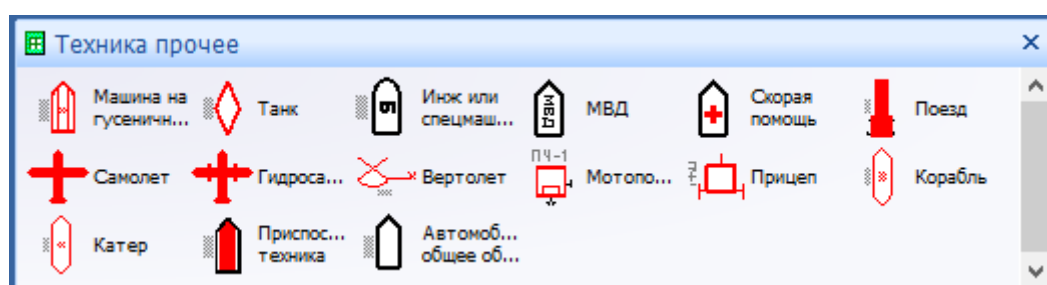 Техника прочее
Машина на гусеничн...
Танк
Инж или спецмаш...
Б
МВД
МВД
Скорая помощь
Поезд
Самолет
Гидроса...
Вертолет
ПЧ-1
Мотопо...
Прицеп
Корабль
Катер
Приспос... техника
Автомоб... общее об...